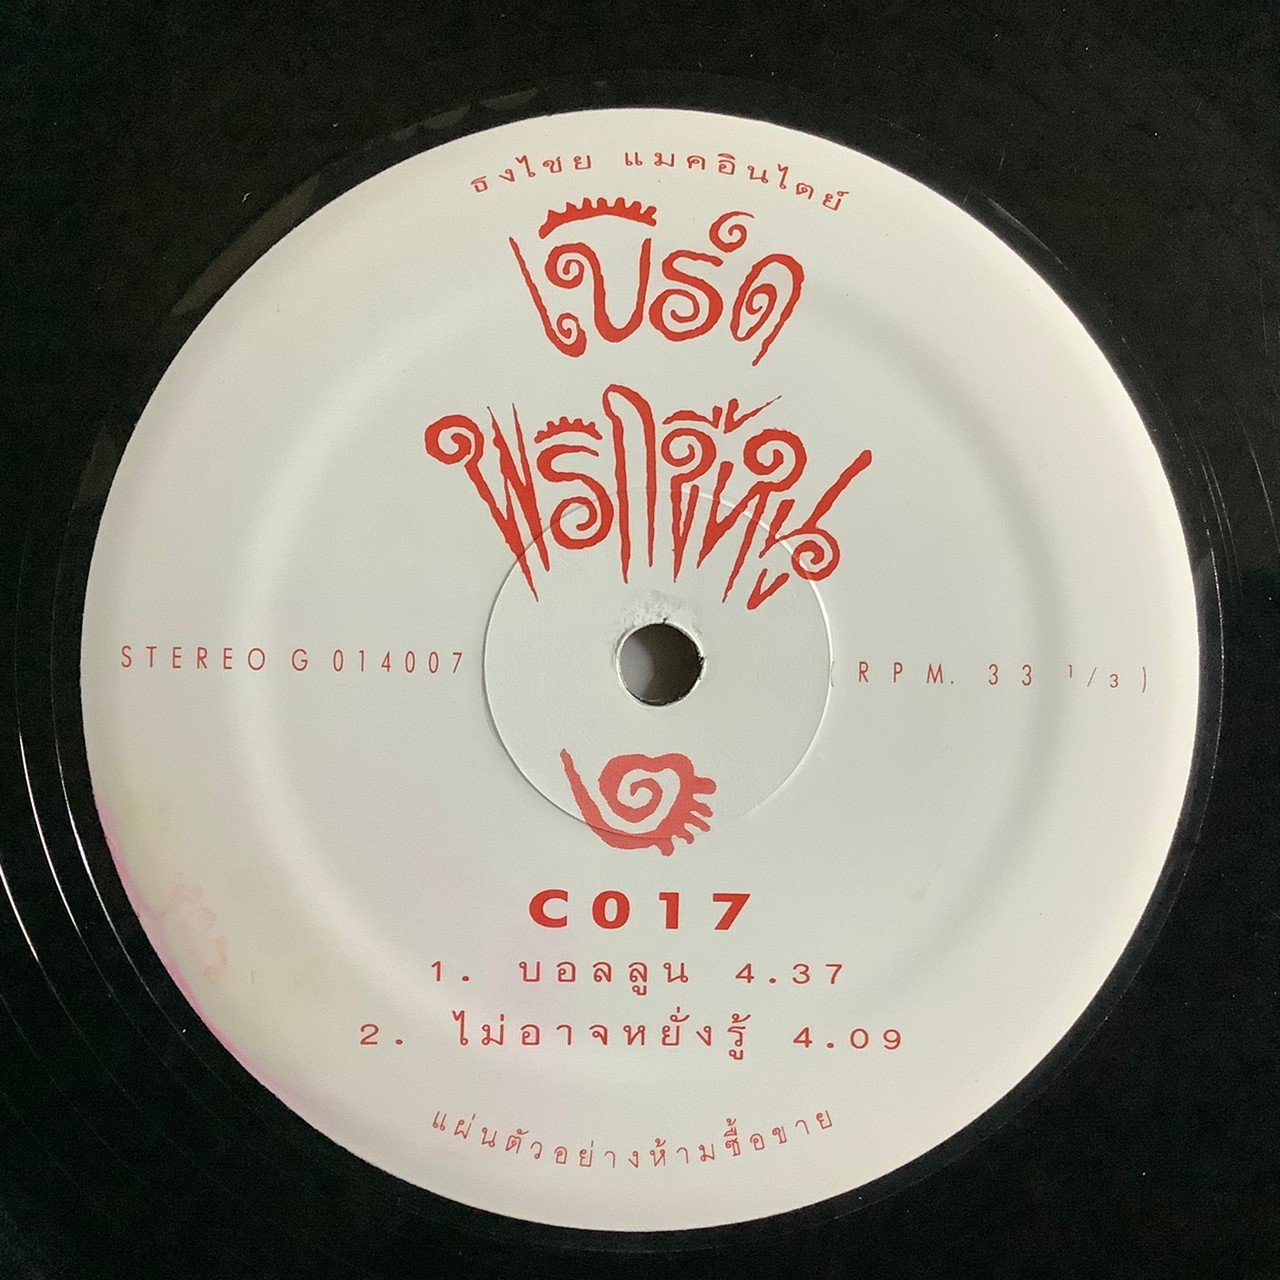 ธงไชย แมคอินไตย์
เบิร์ด
พริกขี้หนู
STEREO G 014007
(RPM. 33 1/3)
C017
1. บอลลูน 4.37
2. ไม่อาจหยั่งรู้ 4.09
แผ่นตัวอย่างห้ามซื้อขาย